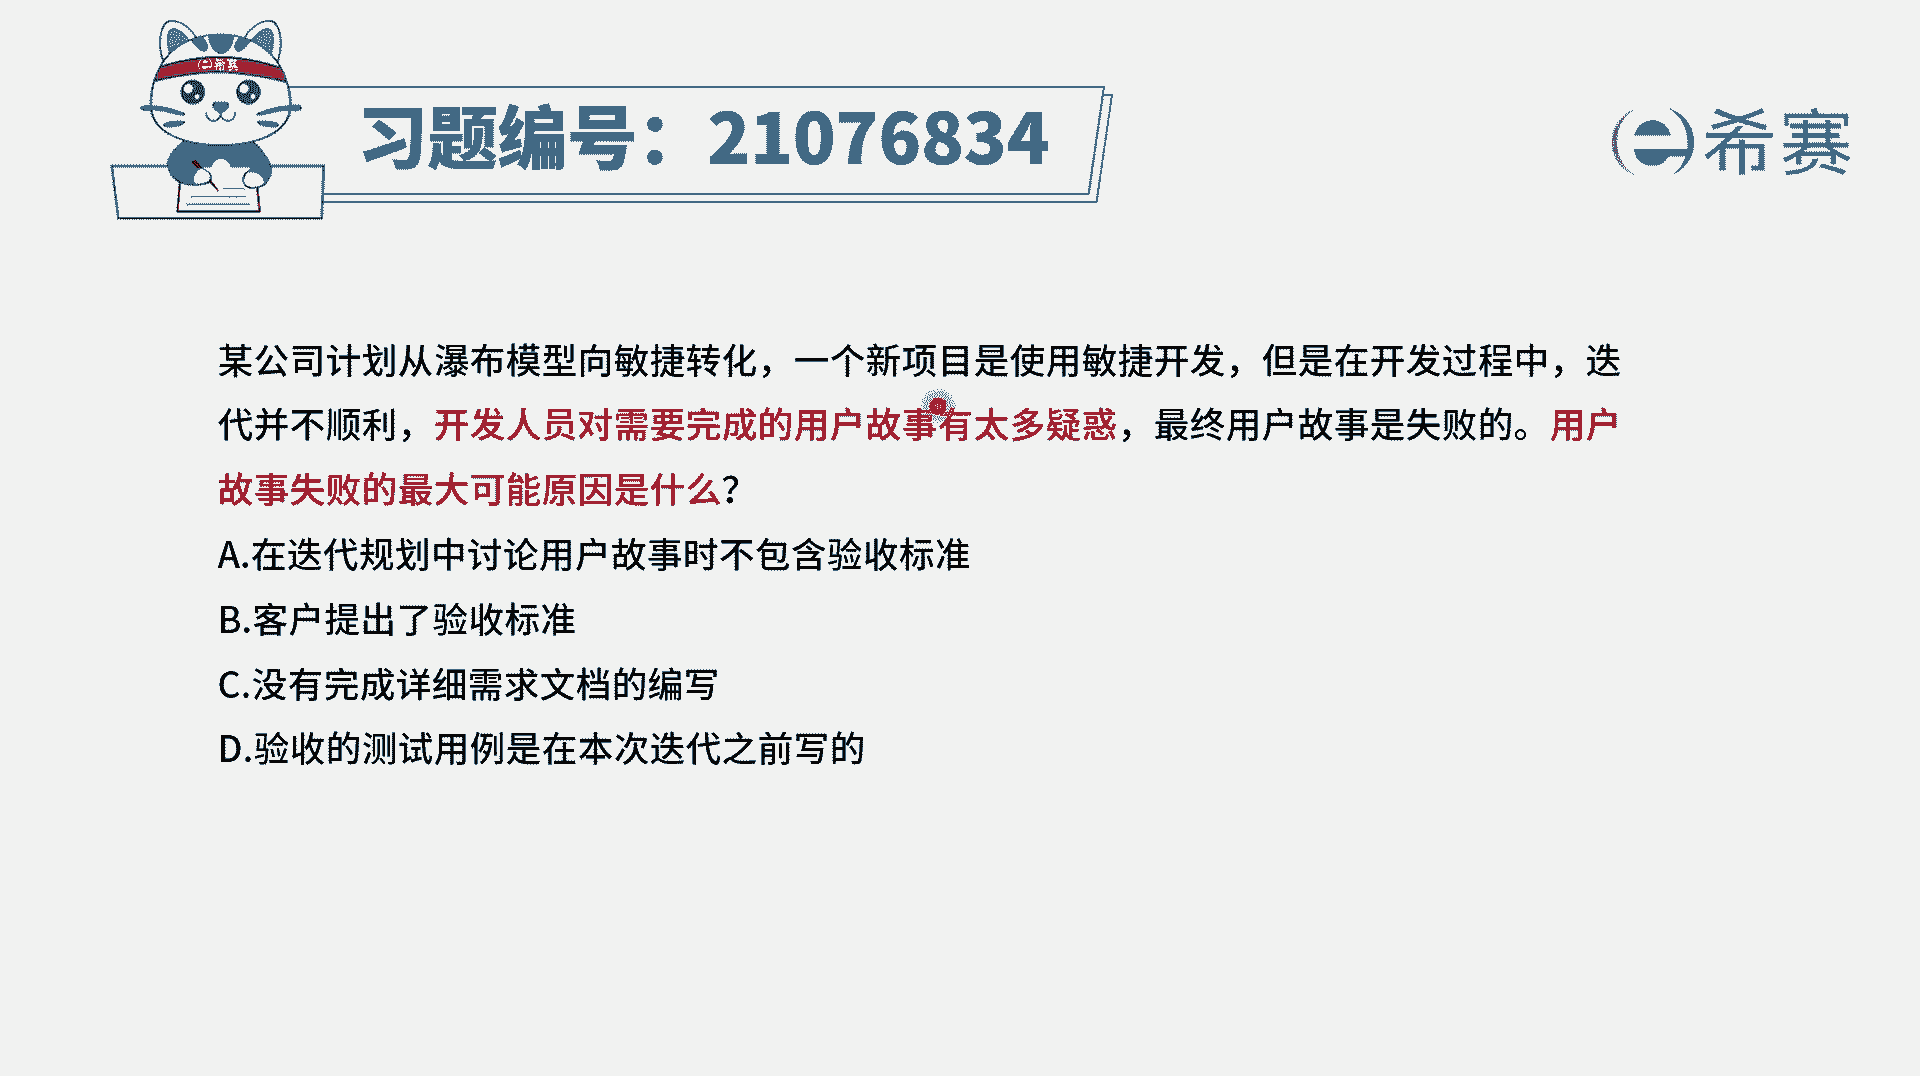 e希赛
习题编号：21076834
e希赛
某公司计划从瀑布模型向敏捷转化，一个新项目是使用敏捷开发，但是在开发过程中，迭
代并不顺利，开发人员对需要完成的用户故事有太多疑惑，最终用户故事是失败的。用户
故事失败的最大可能原因是什么？
A.在迭代规划中讨论用户故事时不包含验收标准
B.客户提出了验收标准
C.没有完成详细需求文档的编写
D.验收的测试用例是在本次迭代之前写的